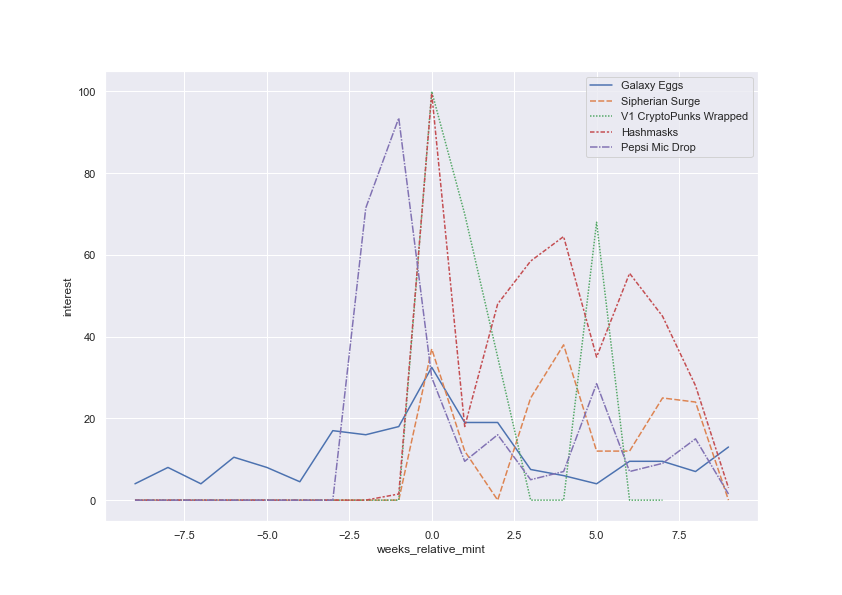 Galaxy Eggs
Sipherian Surge
V1 CryptoPunks Wrapped
Hashmasks
Pepsi Mic Drop
100
80
60
40
20
0
interest
−7.5 −5.0 −2.5 0.0 2.5 5.0 7.5
weeks_relative_mint